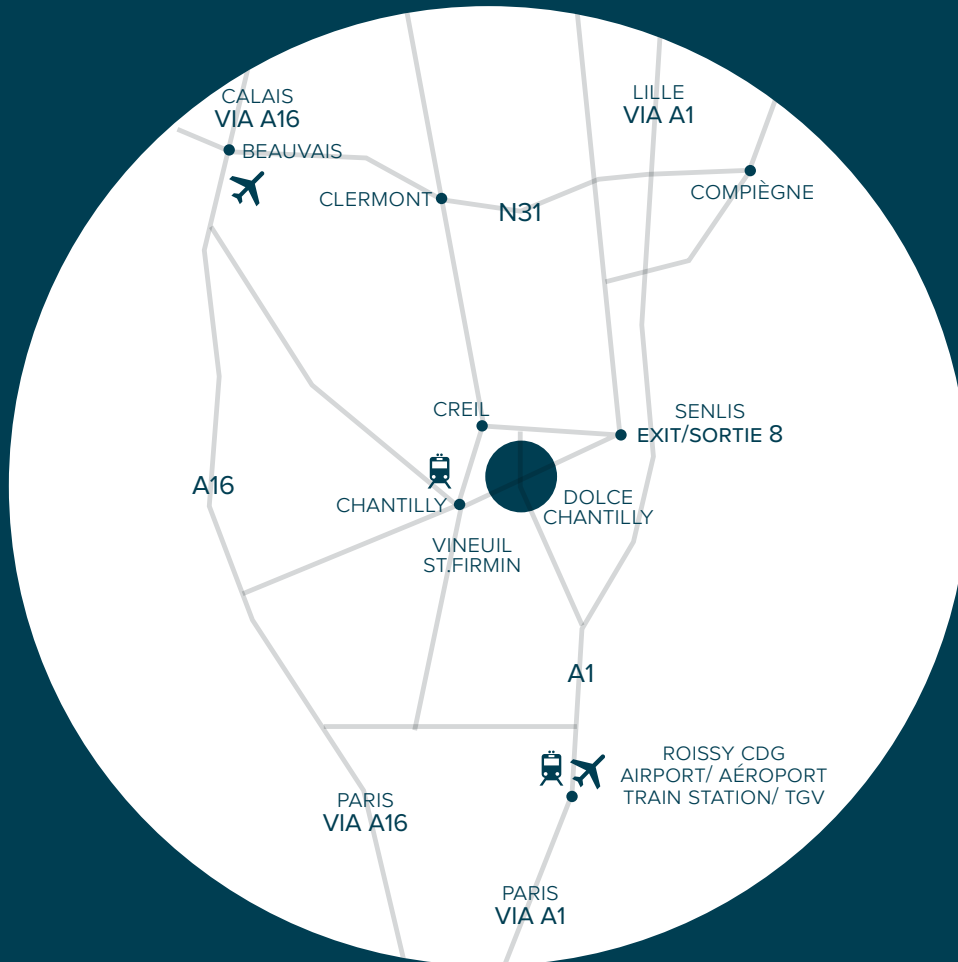 CALAIS
VIA A16
BEAUVAIS
LILLE
VIA A1
CLERMONT
N31
COMPIÈGNE
CREIL
SENLIS
EXIT/SORTIE 8
A16
CHANTILLY
DOLCE
CHANTILLY
VINEUIL
ST.FIRMIN
A1
ROISSY CDG
AIRPORT/ AÉROPORT
TRAIN STATION/ TGV
PARIS
VIA A16
PARIS
VIA A1